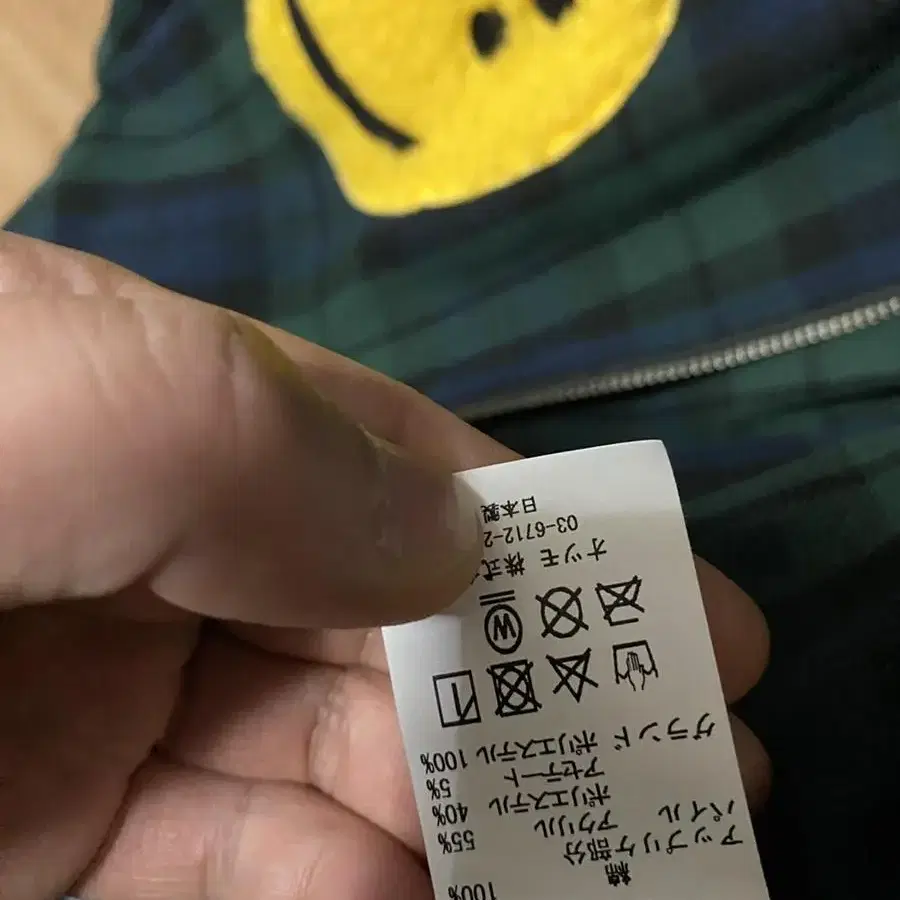 綿 100%
アップリケ部分
パイル アクリル 55%
ポリエステル 40%
アセテート 5%
グランド ポリエステル 100%
W
オツモ 株式
03-6712-2
日本製